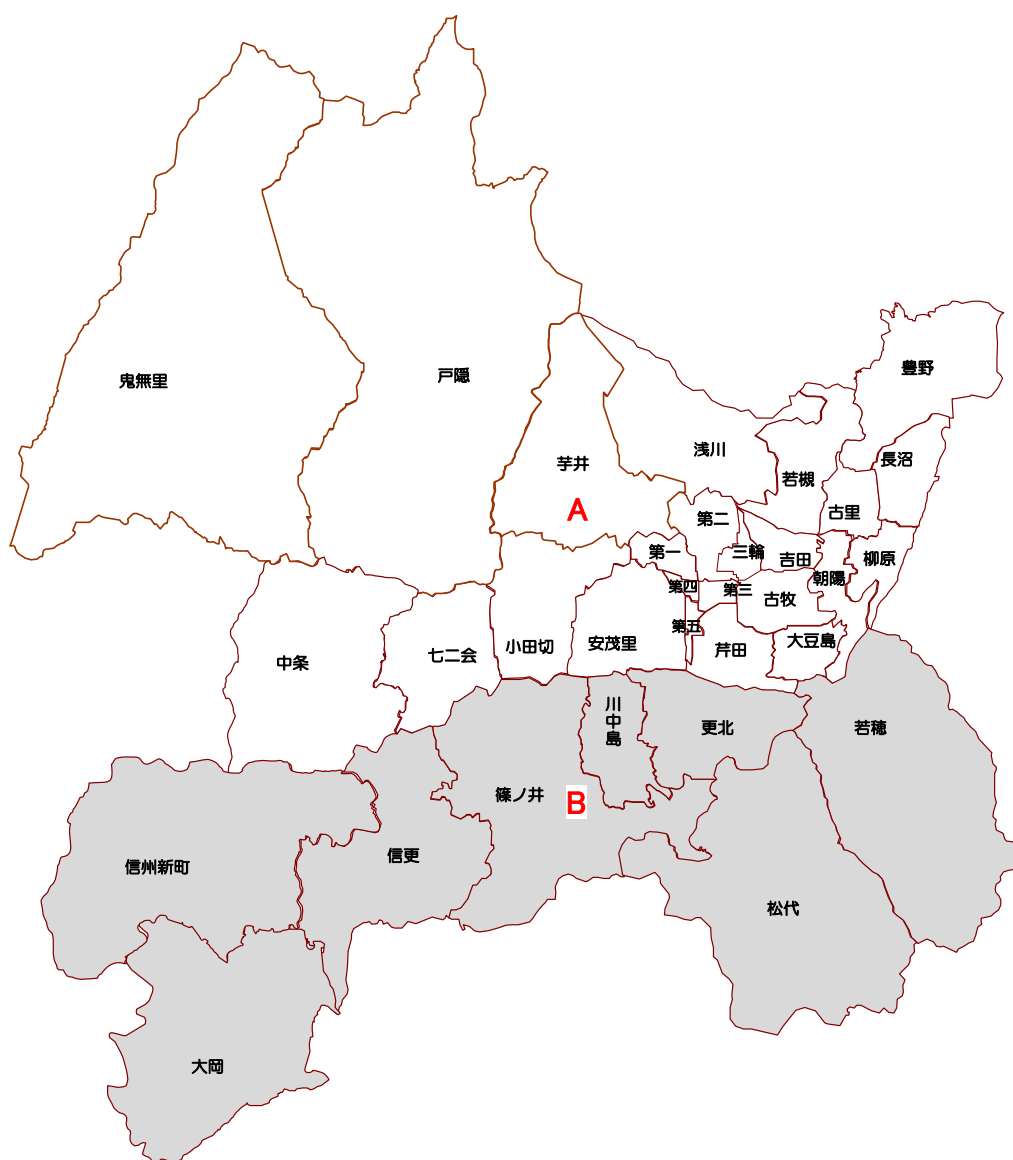 豊野
鬼無里
戸隠
浅川
長沼
芋井
若槻
A
古里
第二
第一
三輪
吉田
柳原
朝陽
第四
第三
古牧
第五
大豆島
安茂里
小田切
芹田
七二会
中条
川中島
更北
若穂
篠ノ井
B
信更
信州新町
松代
大岡